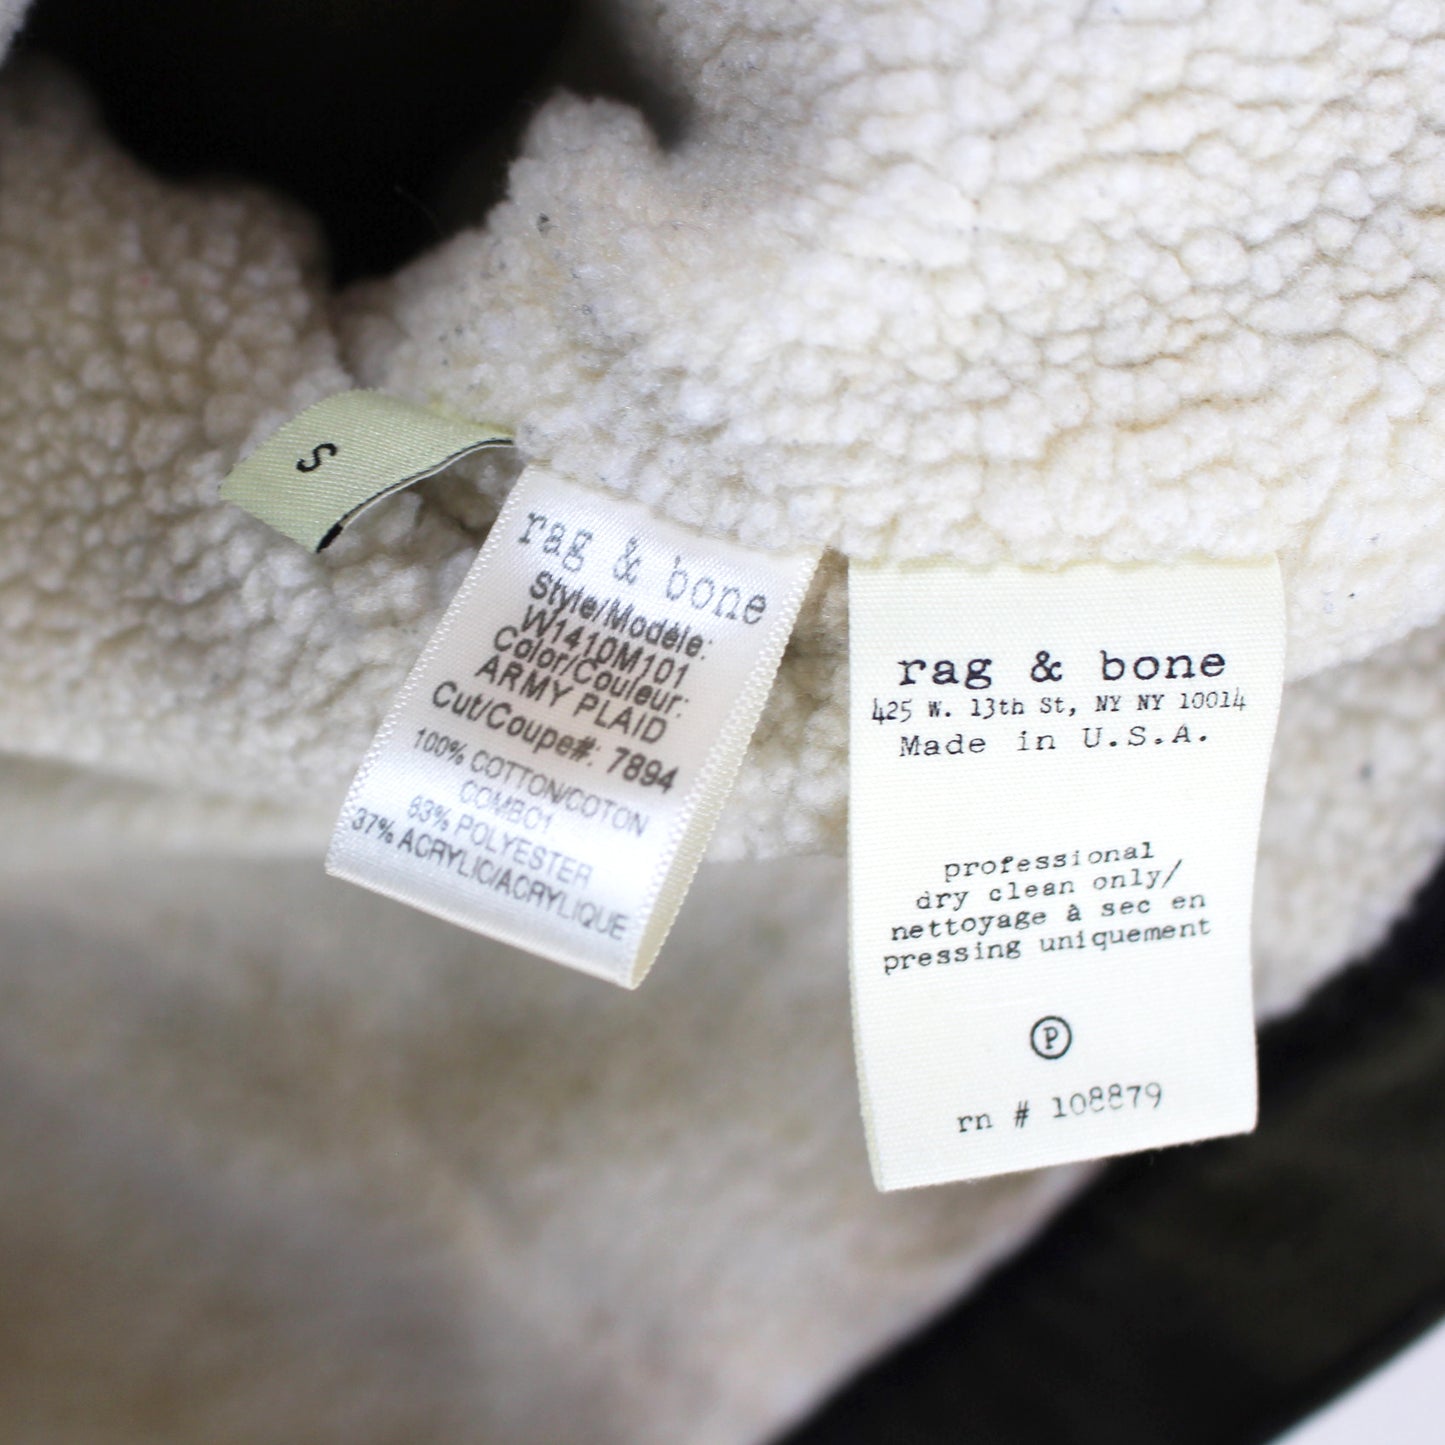 S
rag & bone
Style/Modèle:
W1410M101
Color/Couleur:
ARMY PLAID
Cut/Coupe#: 7894
100% COTTON/COTON
COMBO1
63% POLYESTER
37% ACRYLIC/ACRYLIQUE
rag & bone
425 W. 13th St, NY NY 10014
Made in U.S.A.
professional
dry clean only/
nettoyage à sec en
pressing uniquement
P
rn # 108879